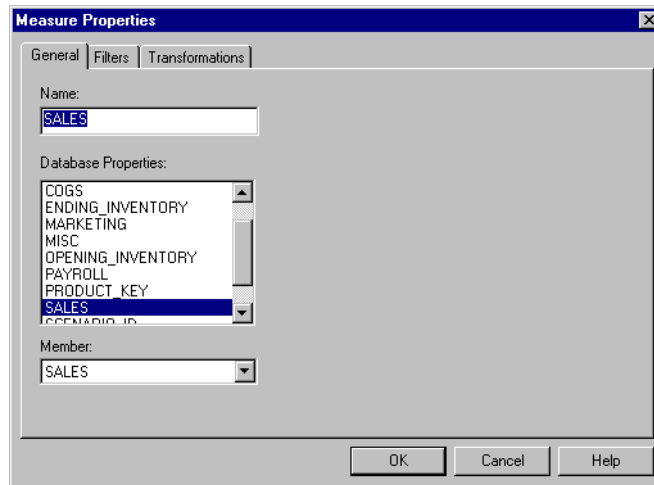 Measure Properties
General Filters Transformations
Name:
SALES
Database Properties:
COGS
ENDING_INVENTORY
MARKETING
MISC
OPENING_INVENTORY
PAYROLL
PRODUCT_KEY
SALES
SCENARIO_ID
Member:
SALES
OK Cancel Help